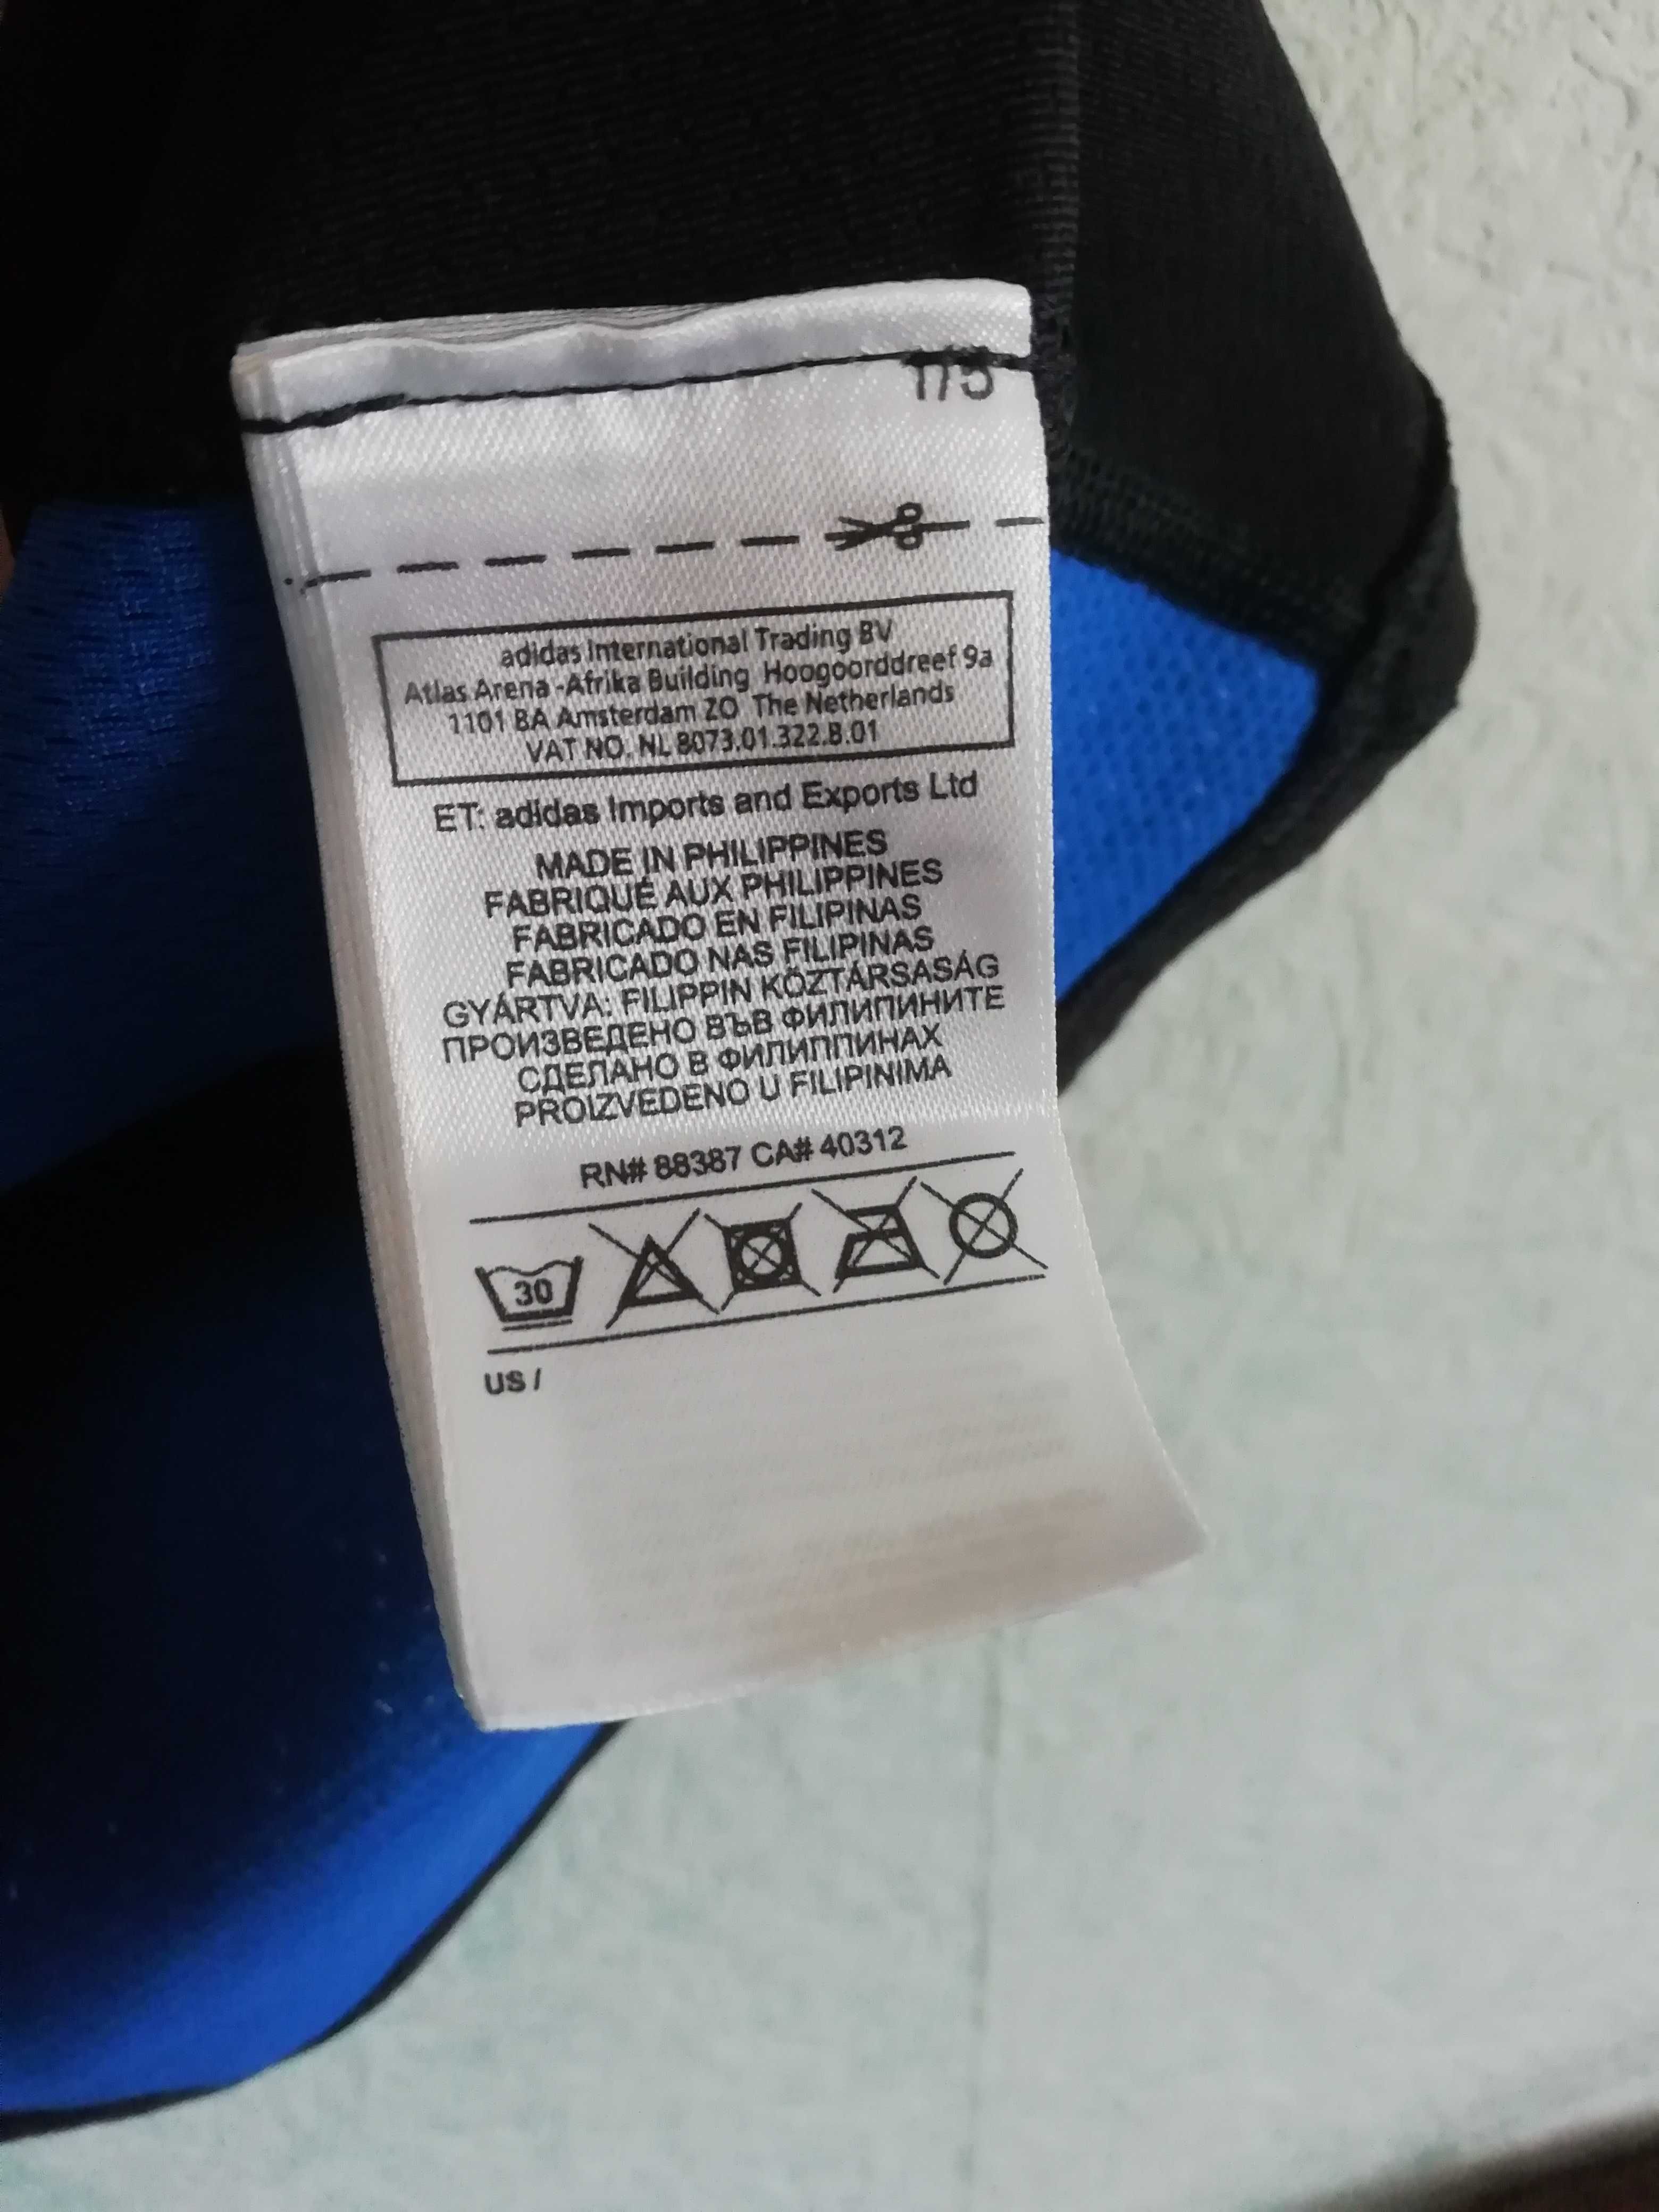 1/5
adidas International Trading BV
Atlas Arena -Afrika Building Hoogoorddreef 9a
1101 BA Amsterdam ZO The Netherlands
VAT NO. NL 8073.01.322.B.01
ET: adidas Imports and Exports Ltd
MADE IN PHILIPPINES
FABRIQUÉ AUX PHILIPPINES
FABRICADO EN FILIPINAS
FABRICADO NAS FILIPINAS
GYÁRTVA: FILIPPIN KÖZTÁRSASÁG
ПРОИЗВЕДЕНО ВЪВ ФИЛИПИНИТЕ
СДЕЛАНО В ФИЛИППИНАХ
PROIZVEDENO U FILIPINIMA
RN# 88387 CA# 40312
30
US /